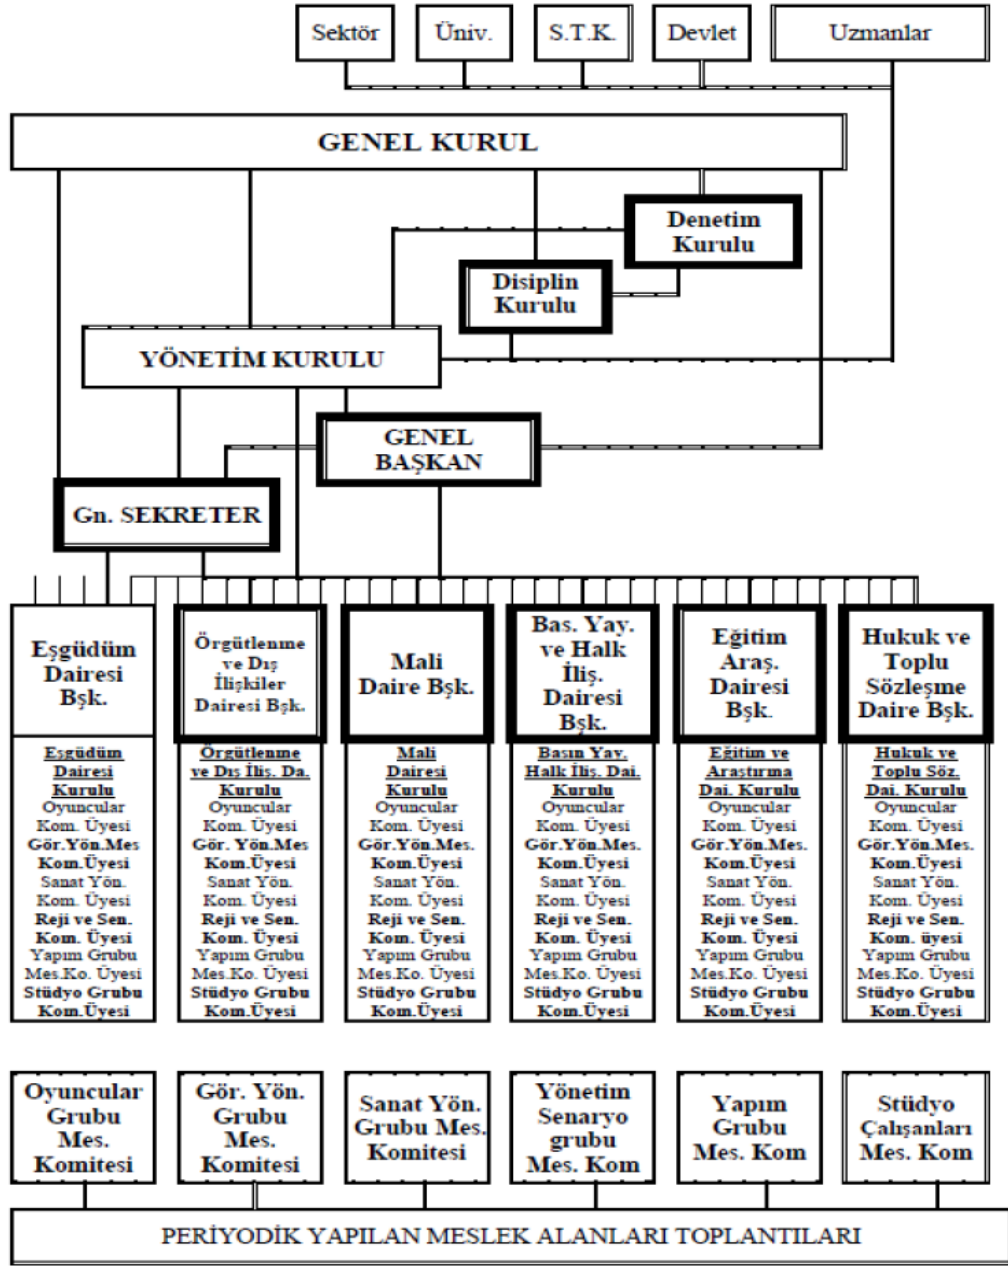 Sektör
Üniv.
S.T.K.
Devlet
Uzmanlar
GENEL KURUL
Denetim
Kurulu
Disiplin
Kurulu
YÖNETİM KURULU
GENEL
BAŞKAN
Gn. SEKRETER
Eşgüdüm
Dairesi
Bşk.
Örgütlenme
ve Dış
İlişkiler
Dairesi Bşk.
Mali
Daire Bşk.
Bas. Yay.
ve Halk
İliş.
Dairesi
Bşk.
Eğitim
Araş.
Dairesi
Bşk.
Hukuk ve
Toplu
Sözleşme
Daire Bşk.
Eşgüdüm
Dairesi
Kurulu
Oyuncular
Kom. Üyesi
Gör.Yön.Mes
Kom.Üyesi
Sanat Yön.
Kom. Üyesi
Reji ve Sen.
Kom. Üyesi
Yapım Grubu
Mes.Ko. Üyesi
Stüdyo Grubu
Kom.Üyesi
Örgütlenme
ve Dış İliş. Da.
Kurulu
Oyuncular
Kom. Üyesi
Gör. Yön.Mes
Kom.Üyesi
Sanat Yön.
Kom. Üyesi
Reji ve Sen.
Kom. Üyesi
Yapım Grubu
Mes.Ko. Üyesi
Stüdyo Grubu
Kom.Üyesi
Mali
Dairesi
Kurulu
Oyuncular
Kom. Üyesi
Gör.Yön.Mes.
Kom.Üyesi
Sanat Yön.
Kom. Üyesi
Reji ve Sen.
Kom. Üyesi
Yapım Grubu
Mes.Ko. Üyesi
Stüdyo Grubu
Kom.Üyesi
Basın Yay.
Halk İliş. Dai.
Kurulu
Oyuncular
Kom. Üyesi
Gör.Yön.Mes.
Kom.Üyesi
Sanat Yön.
Kom. Üyesi
Reji ve Sen.
Kom. Üyesi
Yapım Grubu
Mes.Ko. Üyesi
Stüdyo Grubu
Kom.Üyesi
Eğitim ve
Araştırma
Dai. Kurulu
Oyuncular
Kom. Üyesi
Gör.Yön.Mes.
Kom.Üyesi
Sanat Yön.
Kom. Üyesi
Reji ve Sen.
Kom. Üyesi
Yapım Grubu
Mes.Ko. Üyesi
Stüdyo Grubu
Kom.Üyesi
Hukuk ve
Toplu Söz.
Dai. Kurulu
Oyuncular
Kom. Üyesi
Gör.Yön.Mes.
Kom.Üyesi
Sanat Yön.
Kom. Üyesi
Reji ve Sen.
Kom. üyesi
Yapım Grubu
Mes.Ko. Üyesi
Stüdyo Grubu
Kom.Üyesi
Oyuncular
Grubu
Mes.
Komitesi
Gör. Yön.
Grubu
Mes.
Komitesi
Sanat Yön.
Grubu Mes.
Komitesi
Yönetim
Senaryo
grubu
Mes. Kom
Yapım
Grubu
Mes. Kom
Stüdyo
Çalışanları
Mes. Kom
PERİYODİK YAPILAN MESLEK ALANLARI TOPLANTILARI